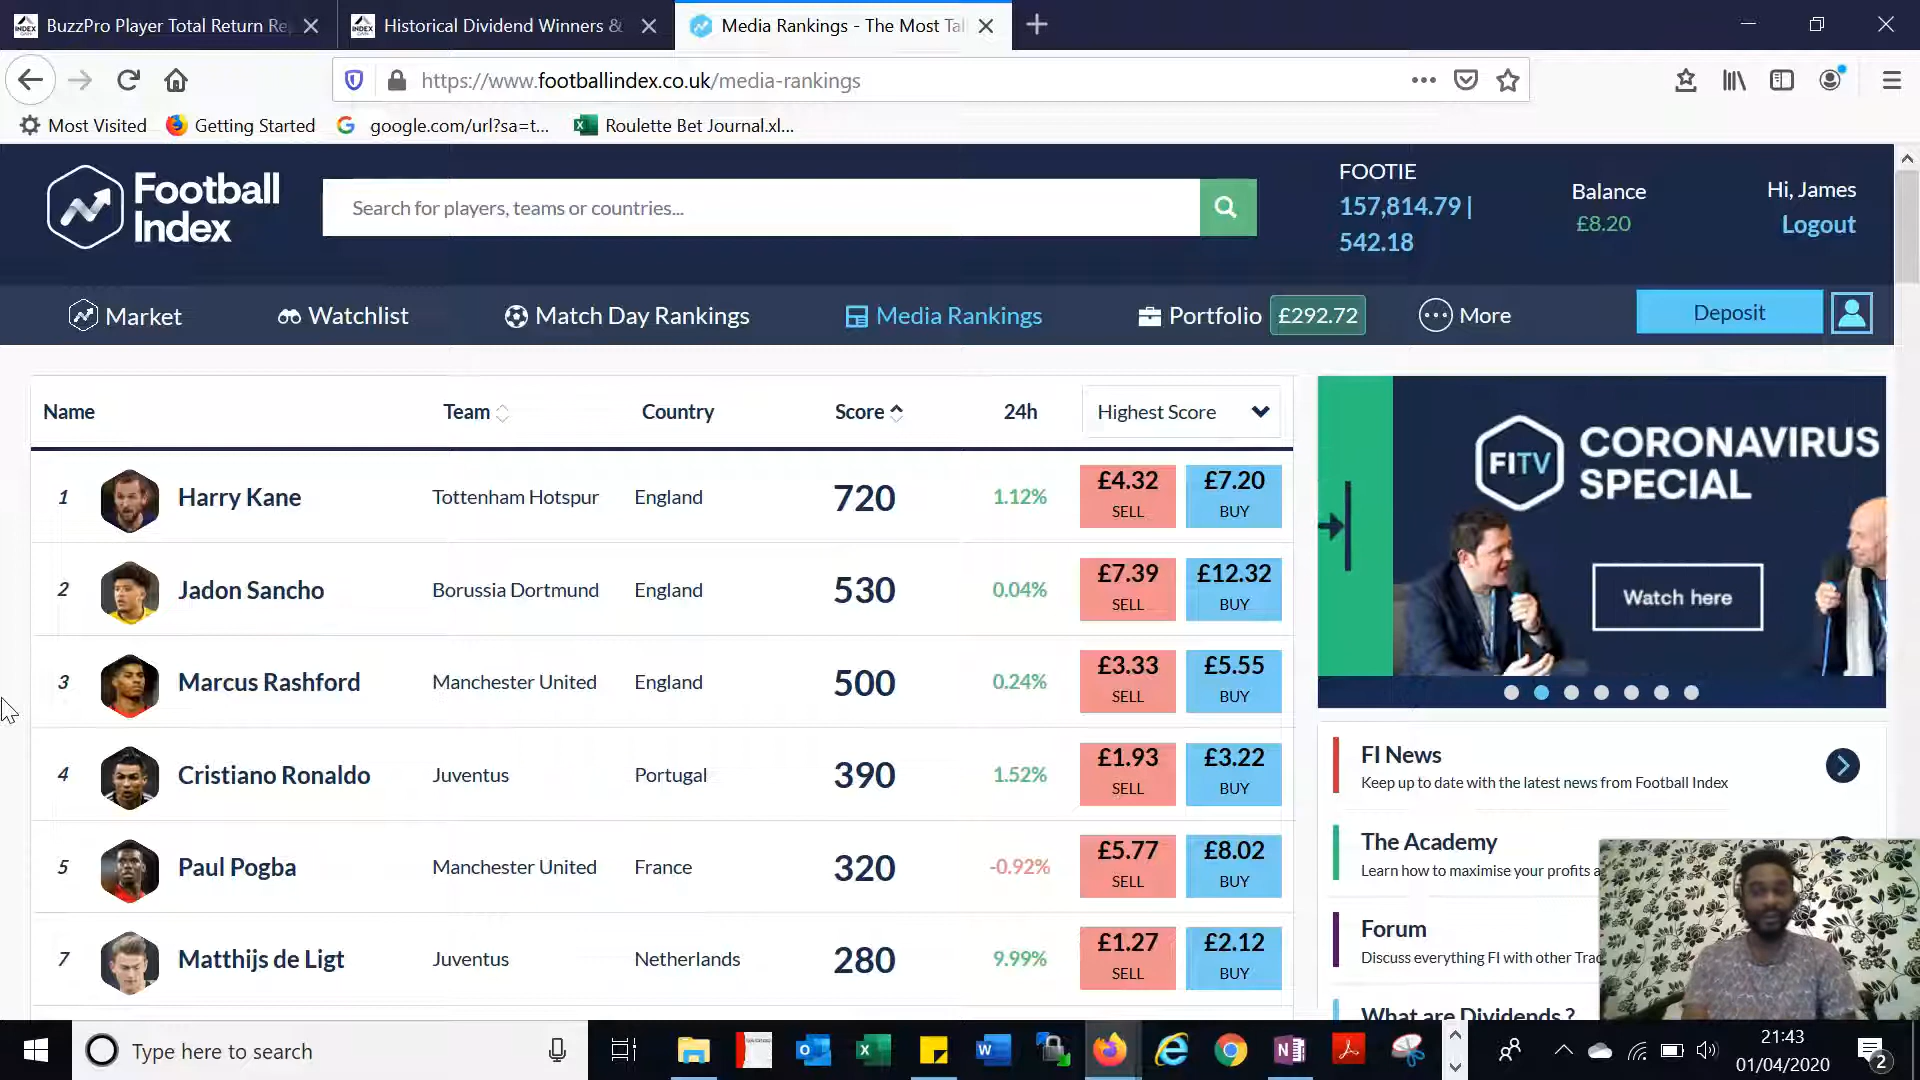 BuzzPro Player Total Return Re
Historical Dividend Winners &
Media Rankings - The Most Tal
https://www.footballindex.co.uk/media-rankings
Most Visited
Getting Started
google.com/url?sa=t...
Roulette Bet Journal.xl...
Football
Index
Search for players, teams or countries...
FOOTIE
157,814.79 |
542.18
Balance
£8.20
Hi, James
Logout
Market
Watchlist
Match Day Rankings
Media Rankings
Portfolio £292.72
More
Deposit
Name Team Country Score 24h Highest Score
1 Harry Kane Tottenham Hotspur England 720 1.12% £4.32 SELL £7.20 BUY
2 Jadon Sancho Borussia Dortmund England 530 0.04% £7.39 SELL £12.32 BUY
3 Marcus Rashford Manchester United England 500 0.24% £3.33 SELL £5.55 BUY
4 Cristiano Ronaldo Juventus Portugal 390 1.52% £1.93 SELL £3.22 BUY
5 Paul Pogba Manchester United France 320 -0.92% £5.77 SELL £8.02 BUY
7 Matthijs de Ligt Juventus Netherlands 280 9.99% £1.27 SELL £2.12 BUY
FITV
CORONAVIRUS
SPECIAL
Watch here
FI News
Keep up to date with the latest news from Football Index
The Academy
Learn how to maximise your profits a
Forum
Discuss everything FI with other Trad
What are Dividends ?
Type here to search
21:43
01/04/2020
2